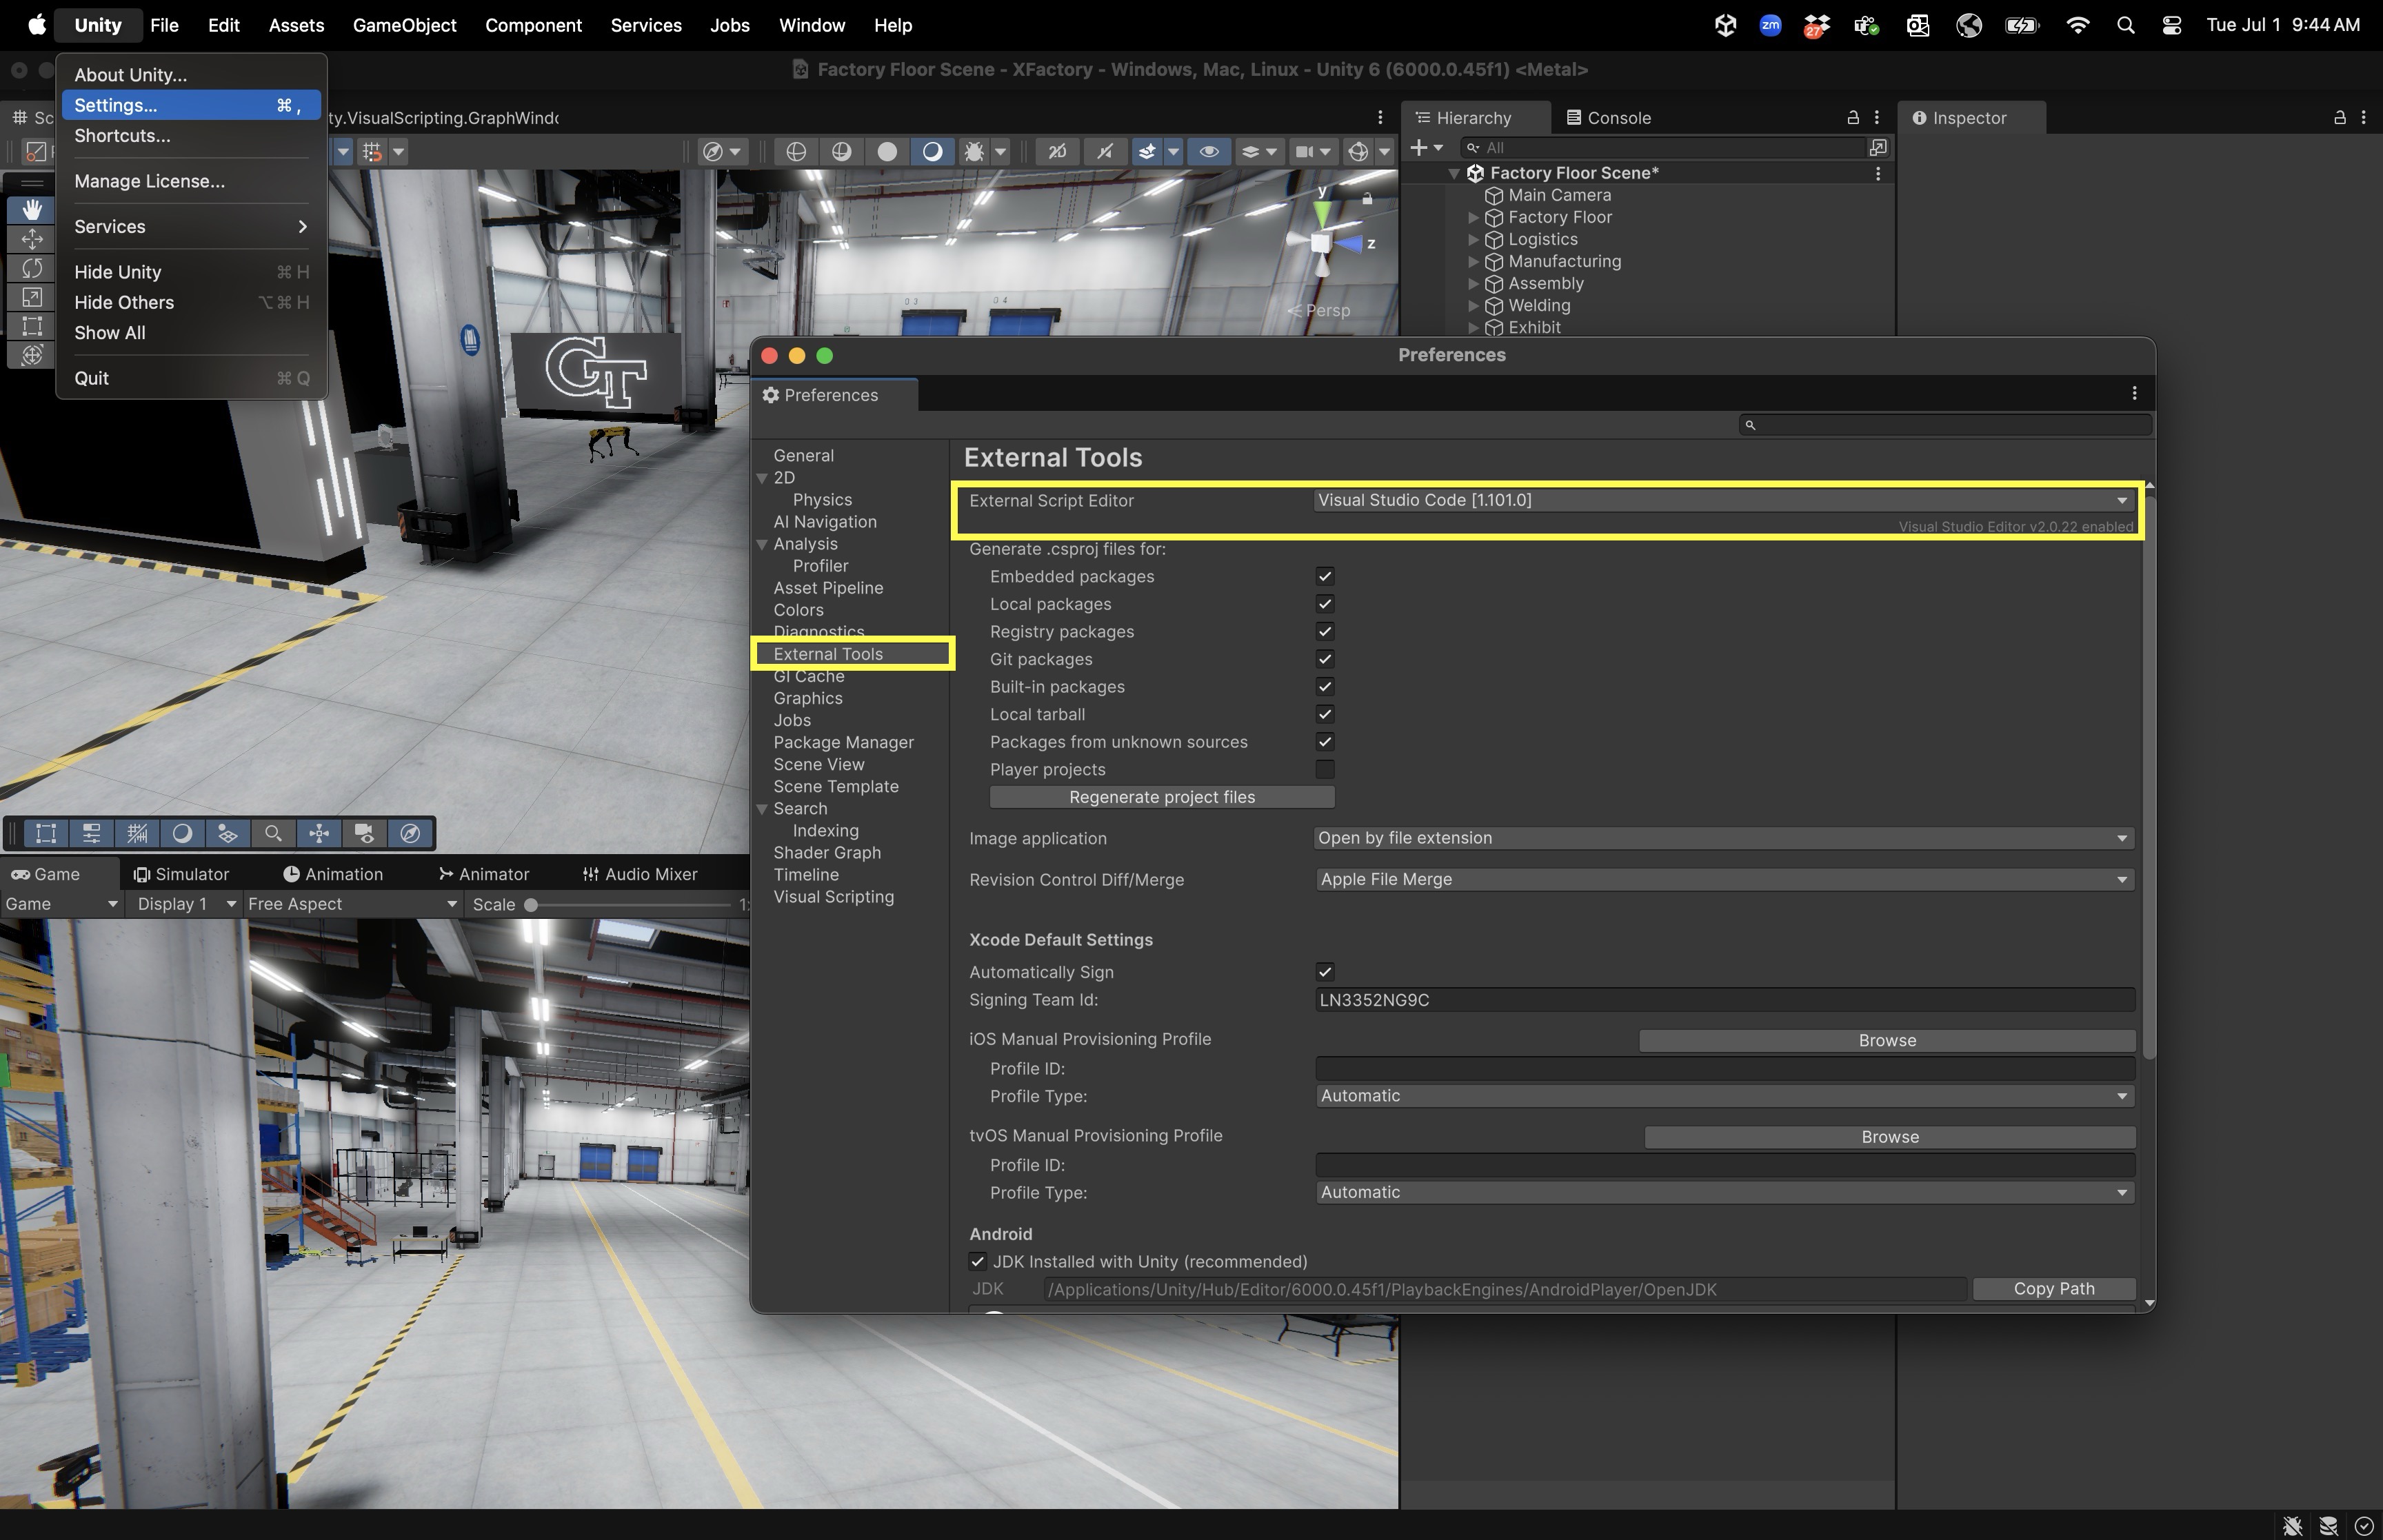 Unity File Edit Assets GameObject Component Services Jobs Window Help
zm 27 Tue Jul 1 9:44 AM
Factory Floor Scene - XFactory - Windows, Mac, Linux - Unity 6 (6000.0.45f1) <Metal>
About Unity...
Settings... ⌘ ,
Shortcuts...
Manage License...
Services
Hide Unity ⌘ H
Hide Others ⌥ ⌘ H
Show All
Quit ⌘ Q
Sc
ty.VisualScripting.GraphWindo
2D
y
z
Persp
03 04
GT
Hierarchy Console
All
Factory Floor Scene*
Main Camera
Factory Floor
Logistics
Manufacturing
Assembly
Welding
Exhibit
Inspector
Preferences
Preferences
General
2D
Physics
AI Navigation
Analysis
Profiler
Asset Pipeline
Colors
Diagnostics
External Tools
GI Cache
Graphics
Jobs
Package Manager
Scene View
Scene Template
Search
Indexing
Shader Graph
Timeline
Visual Scripting
External Tools
External Script Editor Visual Studio Code [1.101.0]
Visual Studio Editor v2.0.22 enabled
Generate .csproj files for:
Embedded packages
Local packages
Registry packages
Git packages
Built-in packages
Local tarball
Packages from unknown sources
Player projects
Regenerate project files
Image application Open by file extension
Revision Control Diff/Merge Apple File Merge
Xcode Default Settings
Automatically Sign
Signing Team Id: LN3352NG9C
iOS Manual Provisioning Profile Browse
Profile ID:
Profile Type: Automatic
tvOS Manual Provisioning Profile Browse
Profile ID:
Profile Type: Automatic
Android
JDK Installed with Unity (recommended)
JDK /Applications/Unity/Hub/Editor/6000.0.45f1/PlaybackEngines/AndroidPlayer/OpenJDK Copy Path
Game Simulator Animation Animator Audio Mixer
Game Display 1 Free Aspect Scale 1: